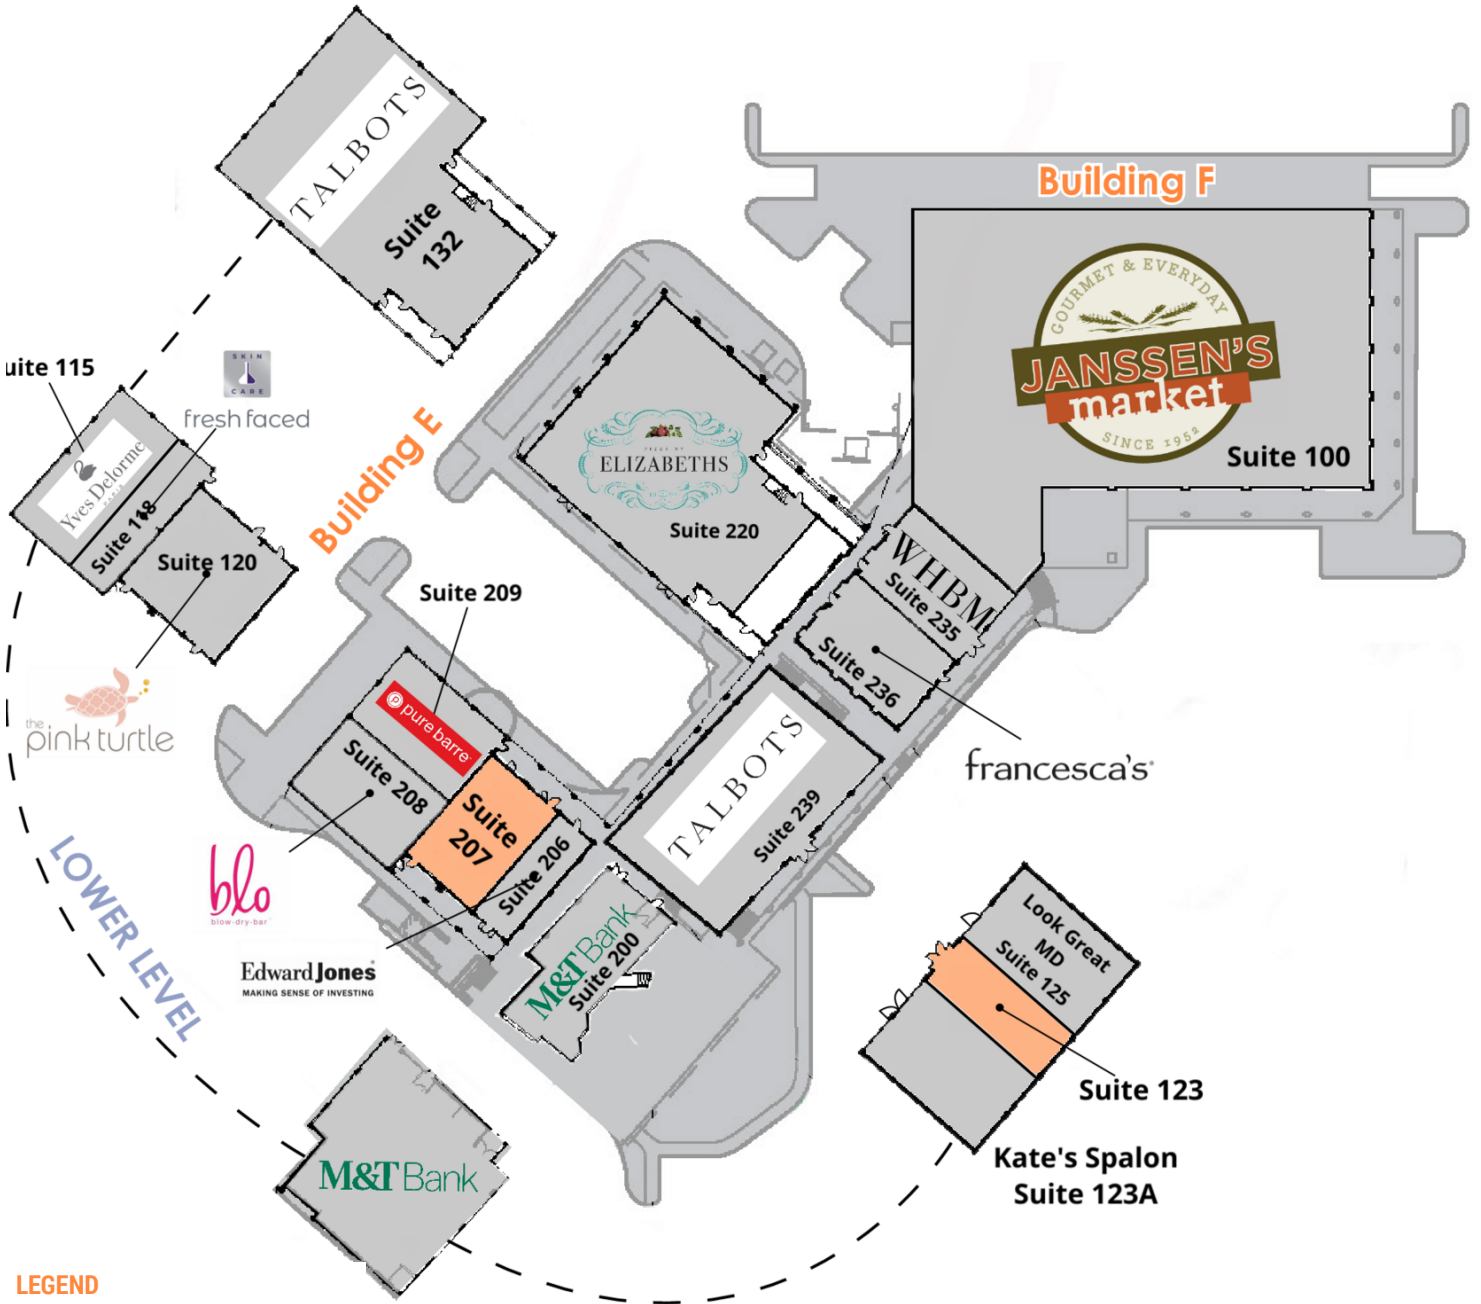 TALBOTS
Suite
132
Building F
GOURMET & EVERYDAY
JANSSEN'S
market
SINCE 1952
Suite 100
uite 115
SKIN
CARE
fresh faced
Yves Delorme
Suite 118
Suite 120
the
pink turtle
Building E
ELIZABETHS
Suite 220
WHBM
Suite 235
Suite 236
francesca's
Suite 209
pure barre
Suite 208
blo
blow-dry-bar
Suite
207
Suite 206
Edward Jones
MAKING SENSE OF INVESTING
TALBOTS
Suite 239
M&T Bank
Suite 200
LOWER LEVEL
Look Great
MD
Suite 125
Suite 123
Kate's Spalon
Suite 123A
M&T Bank
LEGEND